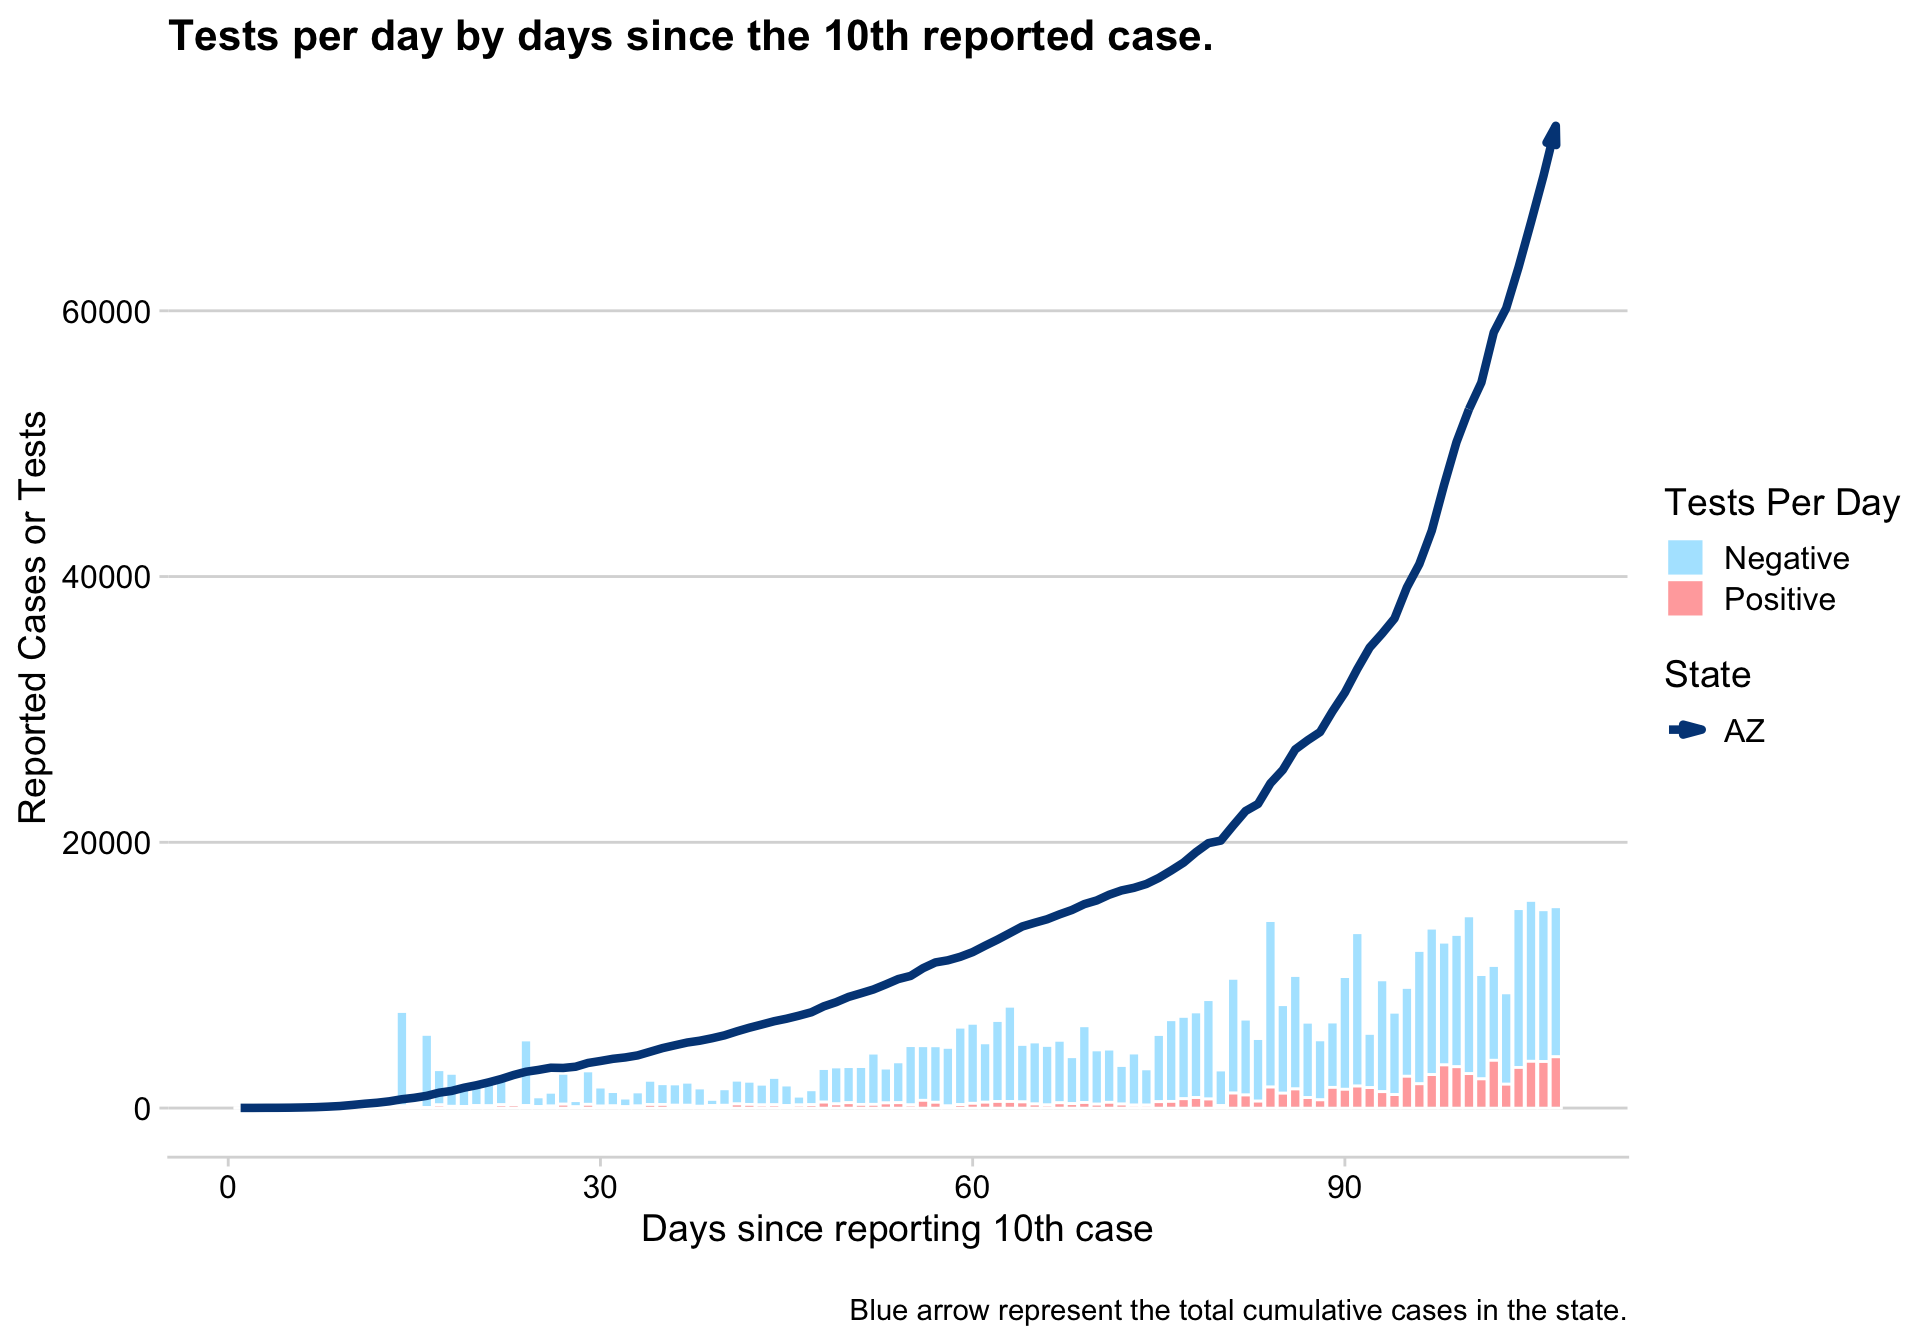 Tests per day by days since the 10th reported case.
60000
40000
20000
0
Reported Cases or Tests
0 30 60 90
Days since reporting 10th case
Tests Per Day
Negative
Positive
State
AZ
Blue arrow represent the total cumulative cases in the state.